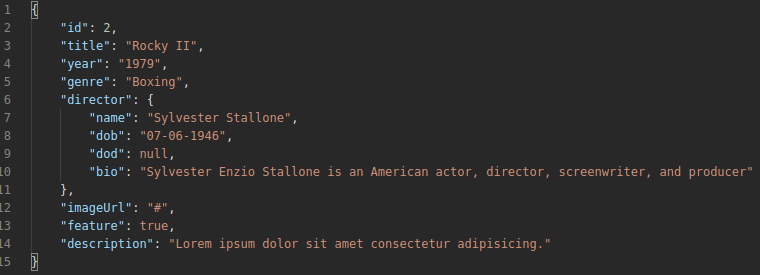 1 {
2     "id": 2,
3     "title": "Rocky II",
4     "year": "1979",
5     "genre": "Boxing",
6     "director": {
7         "name": "Sylvester Stallone",
8         "dob": "07-06-1946",
9         "dod": null,
10         "bio": "Sylvester Enzio Stallone is an American actor, director, screenwriter, and producer"
11     },
12     "imageUrl": "#",
13     "feature": true,
14     "description": "Lorem ipsum dolor sit amet consectetur adipisicing."
15 }